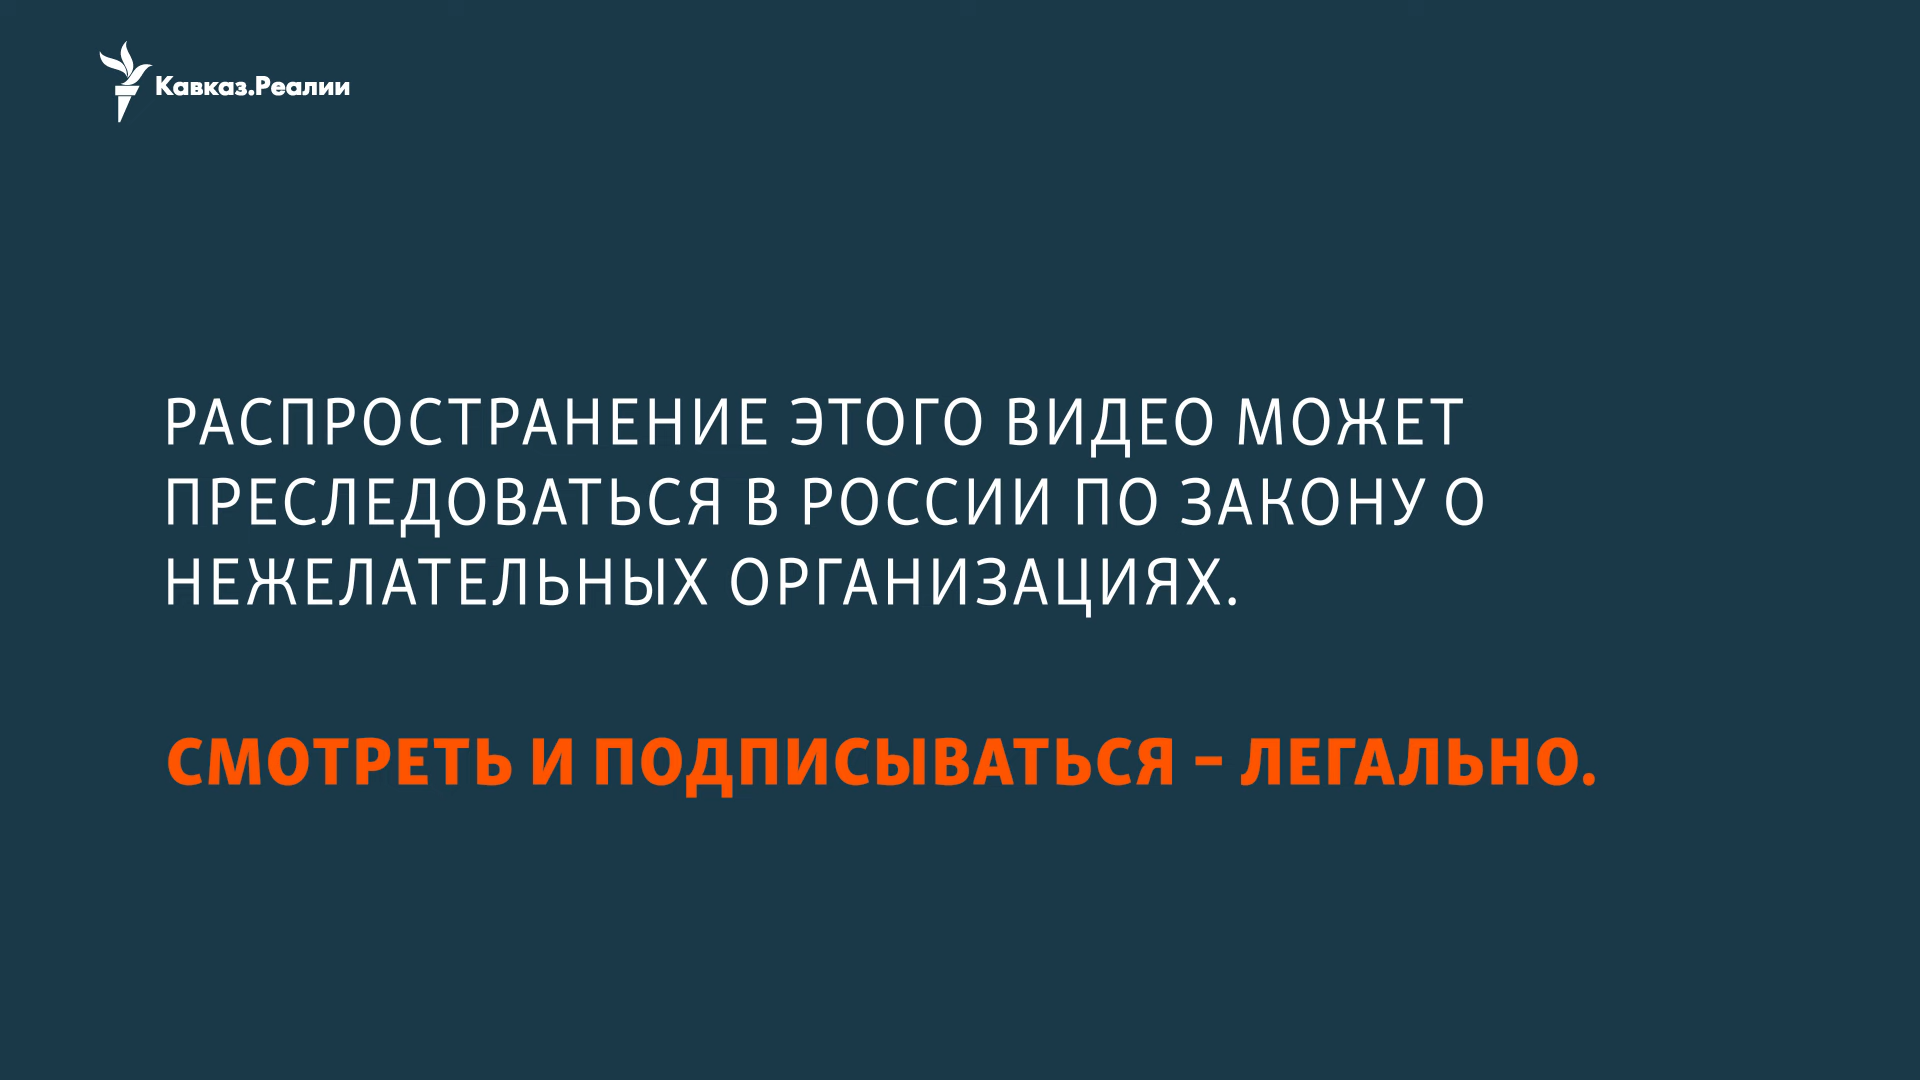 Кавказ.Реалии
РАСПРОСТРАНЕНИЕ ЭТОГО ВИДЕО МОЖЕТ
ПРЕСЛЕДОВАТЬСЯ В РОССИИ ПО ЗАКОНУ О
НЕЖЕЛАТЕЛЬНЫХ ОРГАНИЗАЦИЯХ.
СМОТРЕТЬ И ПОДПИСЫВАТЬСЯ – ЛЕГАЛЬНО.